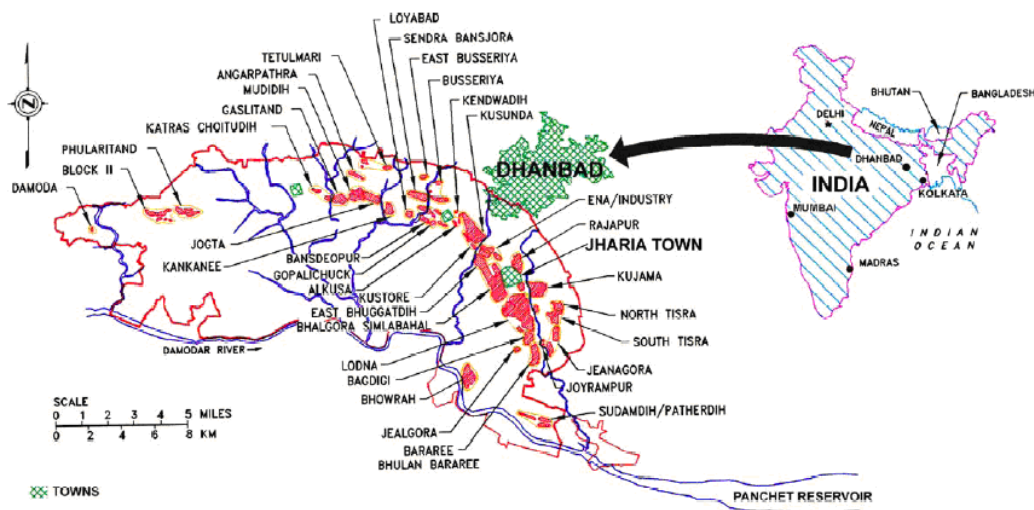 LOYABAD
SENDRA BANSJORA
EAST BUSSERIYA
BUSSERIYA
TETULMARI
ANGARPATHRA
MUDIDIH
GASLITAND
KATRAS CHOITUDIH
KENDWADIH
KUSUNDA
PHULARITAND
BLOCK II
DAMODA
N
DHANBAD
ENA/INDUSTRY
RAJAPUR
JHARIA TOWN
KUJAMA
NORTH TISRA
SOUTH TISRA
JEANAGORA
JOYRAMPUR
SUDAMDIH/PATHERDIH
JOGTA
KANKANEE
BANSDEOPUR
GOPALICHUCK
ALKUSA
KUSTORE
EAST BHUGGATDIH
BHALGORA SIMLABAHAL
LODNA
BAGDIGI
BHOWRAH
JEALGORA
BARAREE
BHULAN BARAREE
DAMODAR RIVER
SCALE
0 1 2 3 4 5 MILES
0 2 4 6 8 KM
TOWNS
PANCHET RESERVOIR
BHUTAN
BANGLADESH
DELHI
NEPAL
DHANBAD
INDIA
KOLKATA
MUMBAI
INDIAN
OCEAN
MADRAS